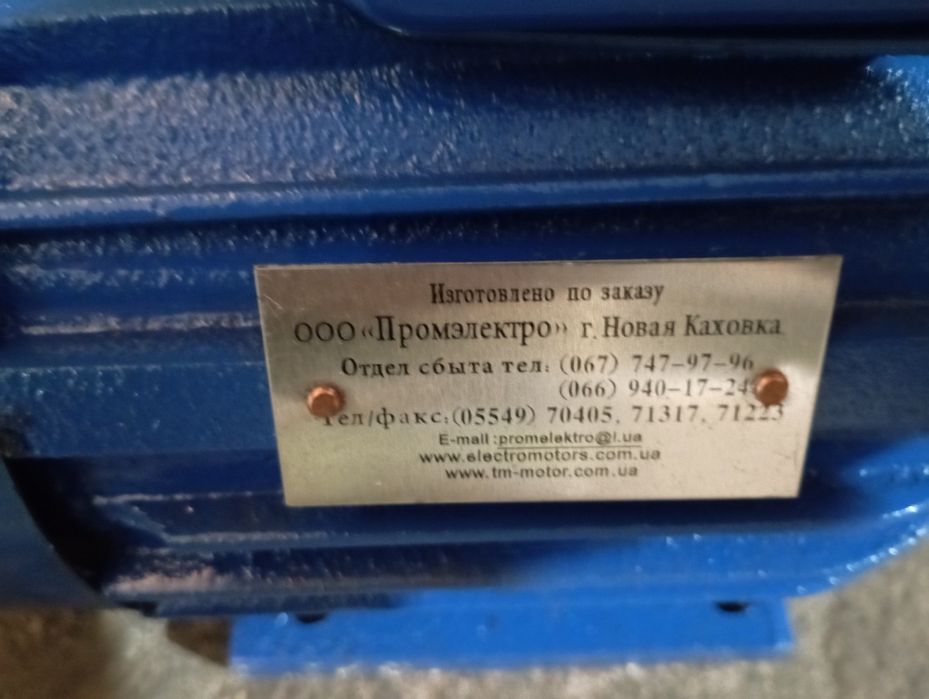 Изготовлено по заказу
ООО «Промэлектро» г. Новая Каховка
Отдел сбыта тел: (067) 747-97-96
(066) 940-17-24
Тел/факс:(05549) 70405, 71317, 71223
E-mail :promelektro@i.ua
www.electromotors.com.ua
www.tm-motor.com.ua